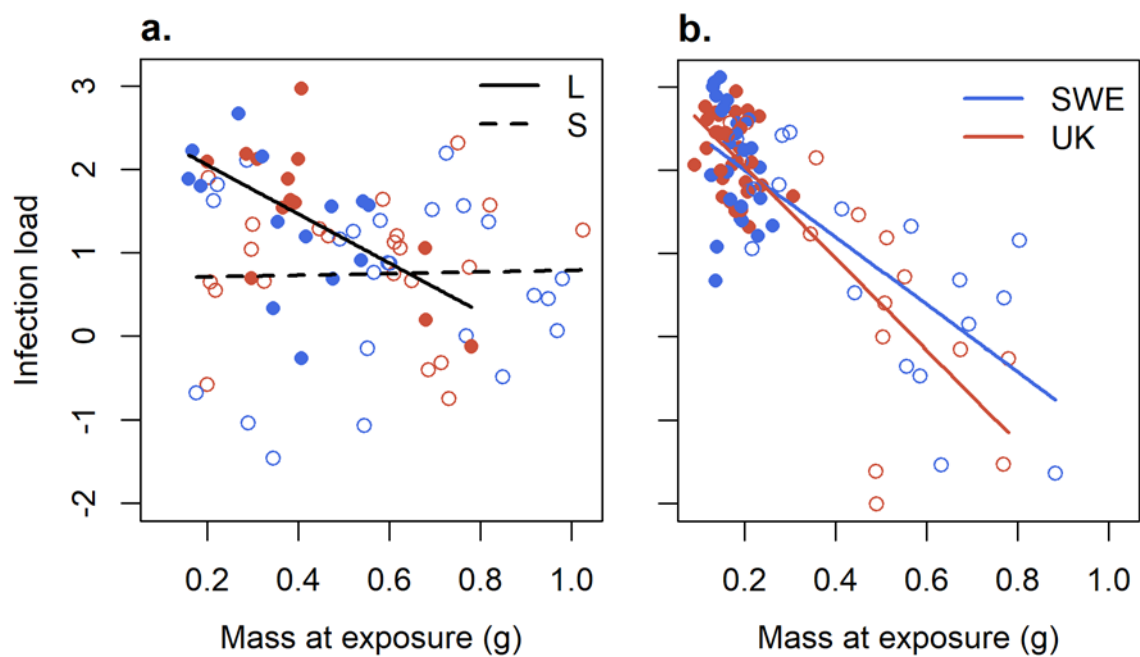 a.
b.
L
S
SWE
UK
Infection load
3
2
1
0
-1
-2
0.2 0.4 0.6 0.8 1.0
0.2 0.4 0.6 0.8 1.0
Mass at exposure (g)
Mass at exposure (g)